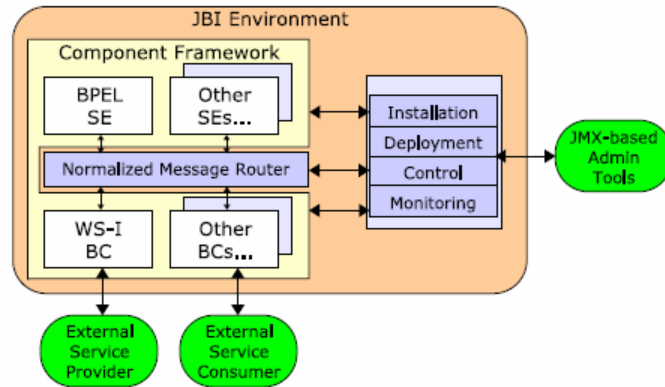 JBI Environment
Component Framework
BPEL
SE
Other
SEs...
Normalized Message Router
WS-I
BC
Other
BCs...
Installation
Deployment
Control
Monitoring
JMX-based
Admin
Tools
External
Service
Provider
External
Service
Consumer